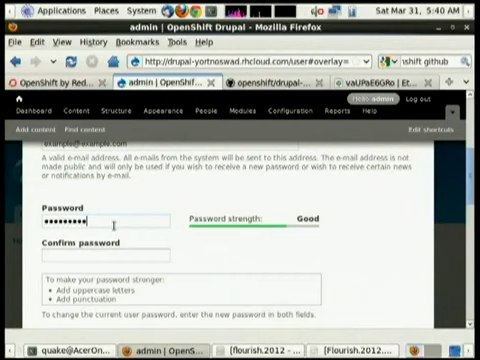 Applications Places System Sat Mar 31, 5:40 AM
admin | OpenShift Drupal - Mozilla Firefox
File Edit View History Bookmarks Tools Help
http://drupal-yortnoswad.rhcloud.com/user#overlay= \shift github
OpenShift by Red... admin | OpenShif... openshift/drupal-... vaUPaE6GRo | Et...
Hello admin Log out
Dashboard Content Structure Appearance People Modules Configuration Reports Help
Add content Find content Edit shortcuts
example@example.com
A valid e-mail address. All e-mails from the system will be sent to this address. The e-mail address is
not made public and will only be used if you wish to receive a new password or wish to receive certain news
or notifications by e-mail.
Password
Password strength: Good
Confirm password
To make your password stronger:
• Add uppercase letters
• Add punctuation
To change the current user password, enter the new password in both fields.
quake@AcerOn... admin | OpenS... [flourish.2012 - ... [Flourish.2012 ...